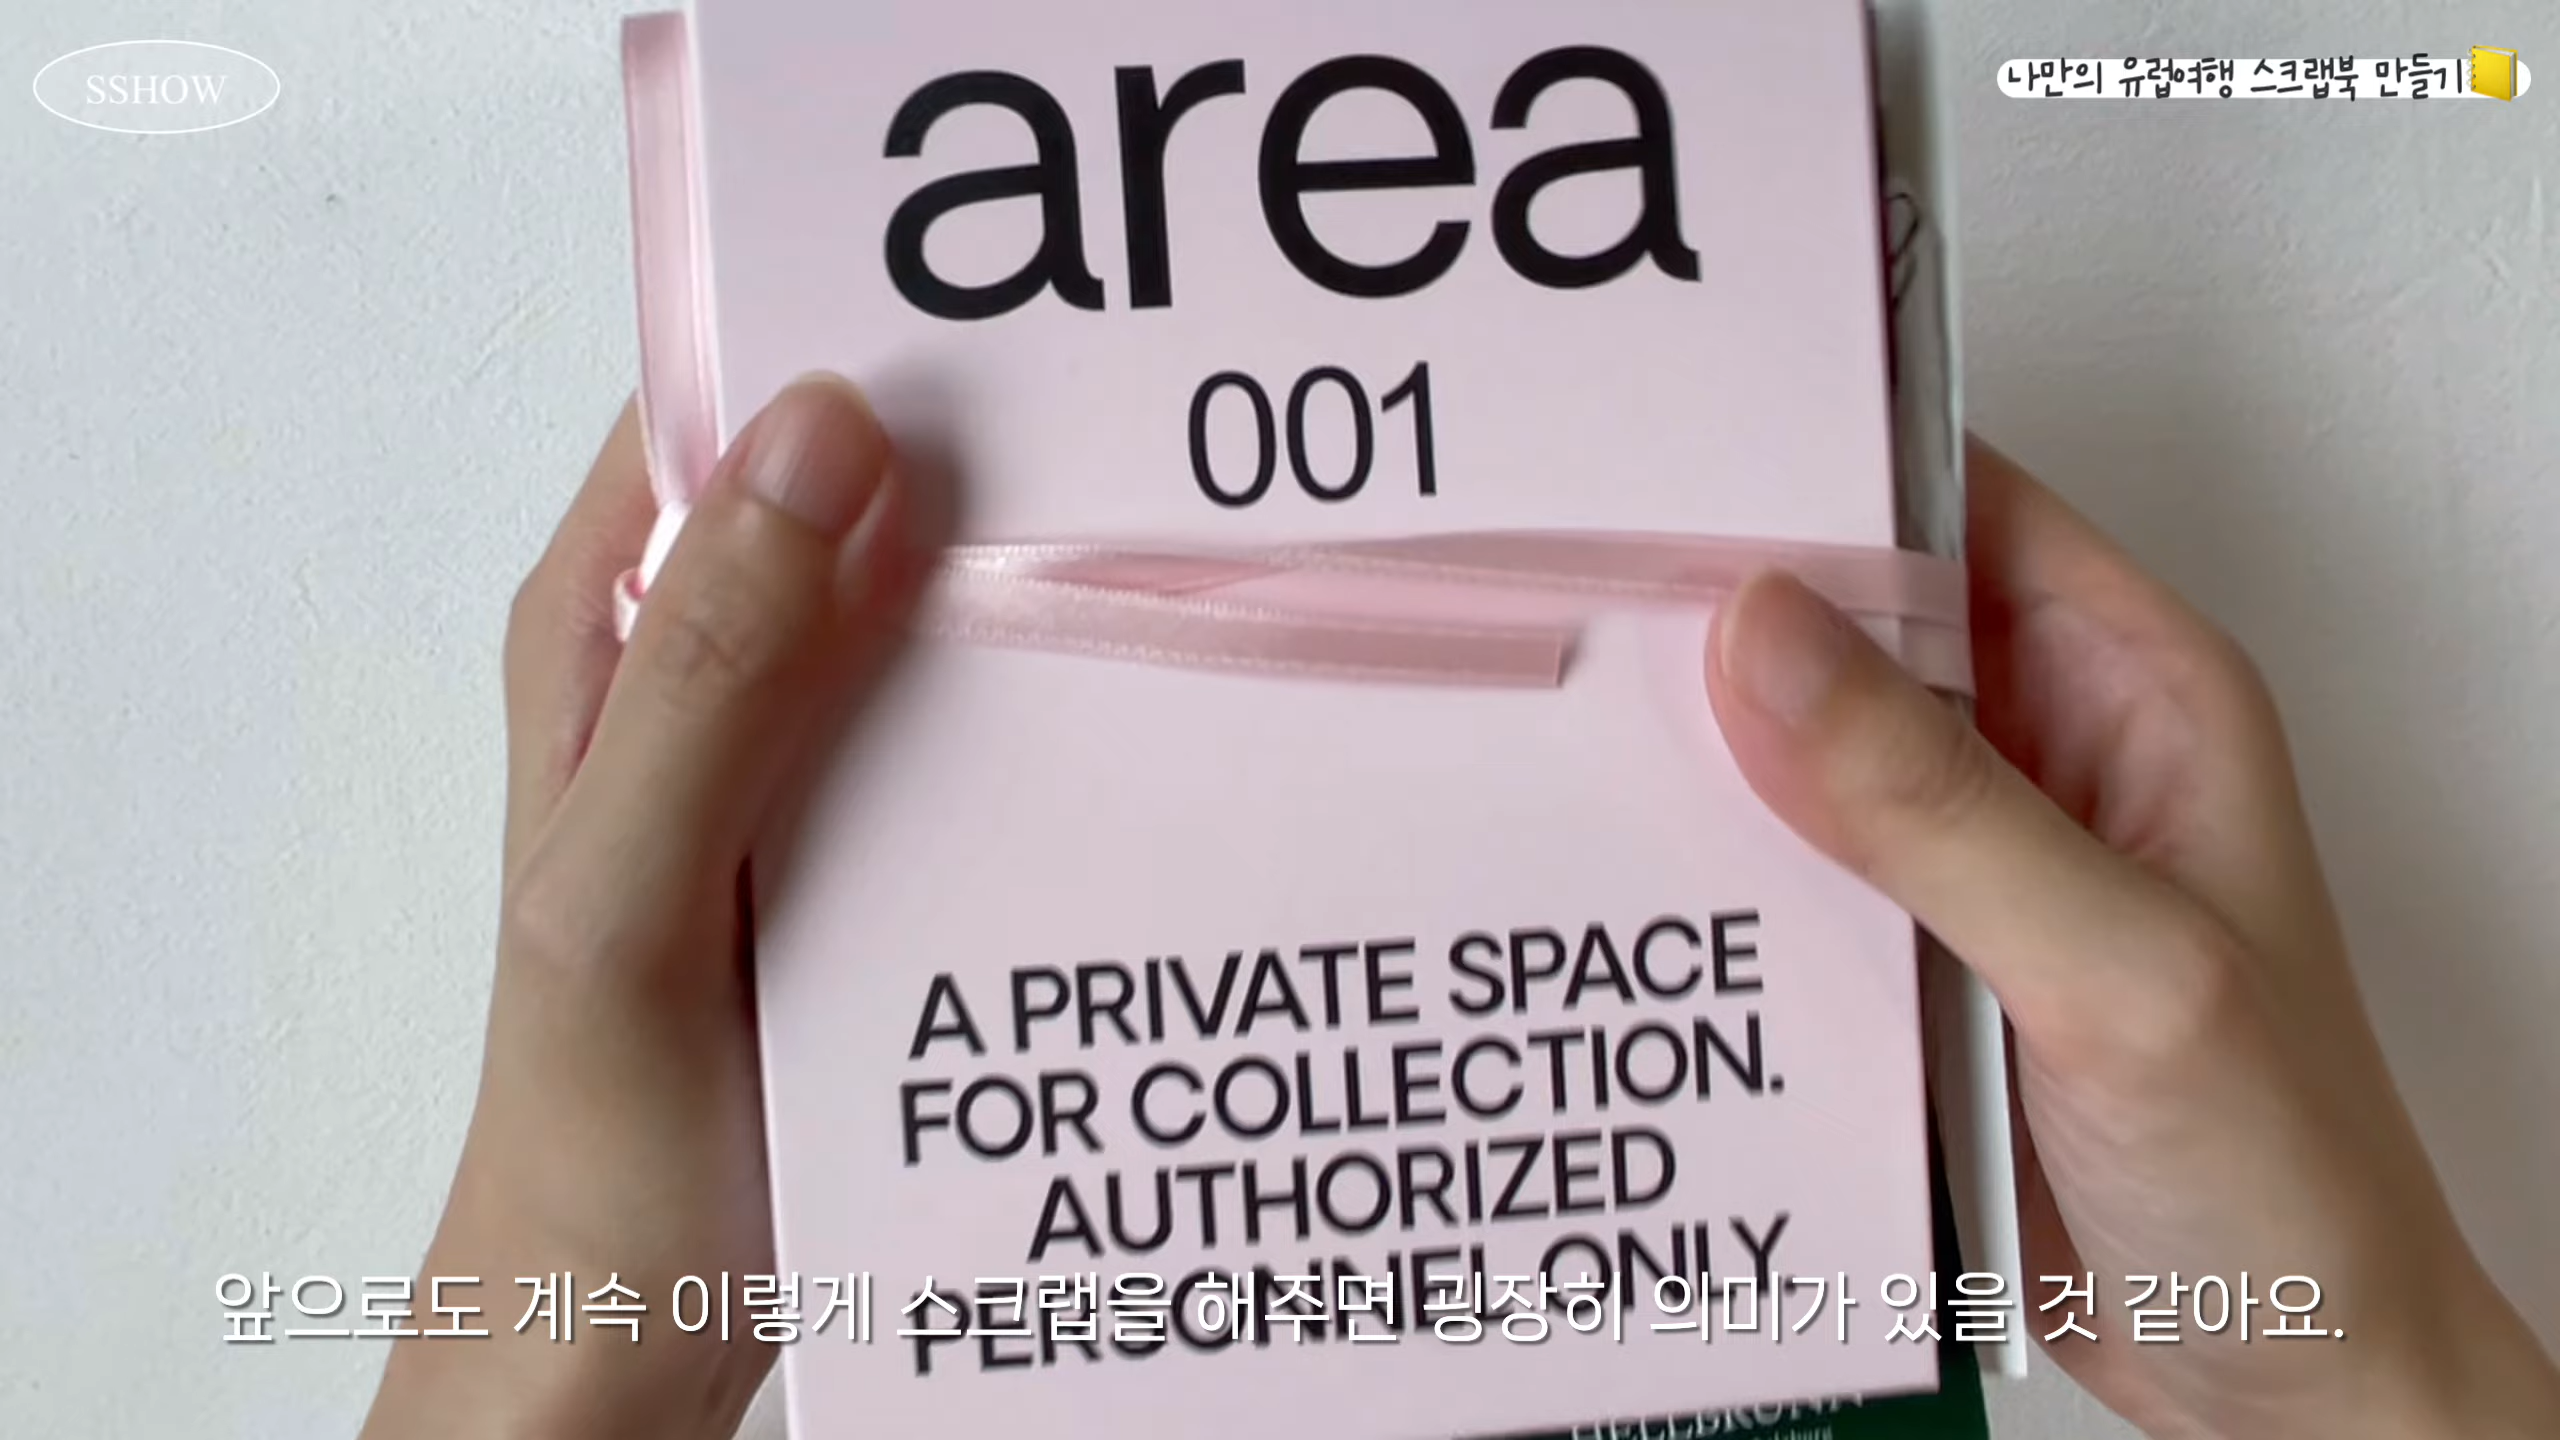 SSHOW
나만의 유럽여행 스크랩북 만들기
area
001
A PRIVATE SPACE
FOR COLLECTION.
AUTHORIZED
PERSONNEL ONLY.
앞으로도 계속 이렇게 스크랩을 해주면 굉장히 의미가 있을 것 같아요.